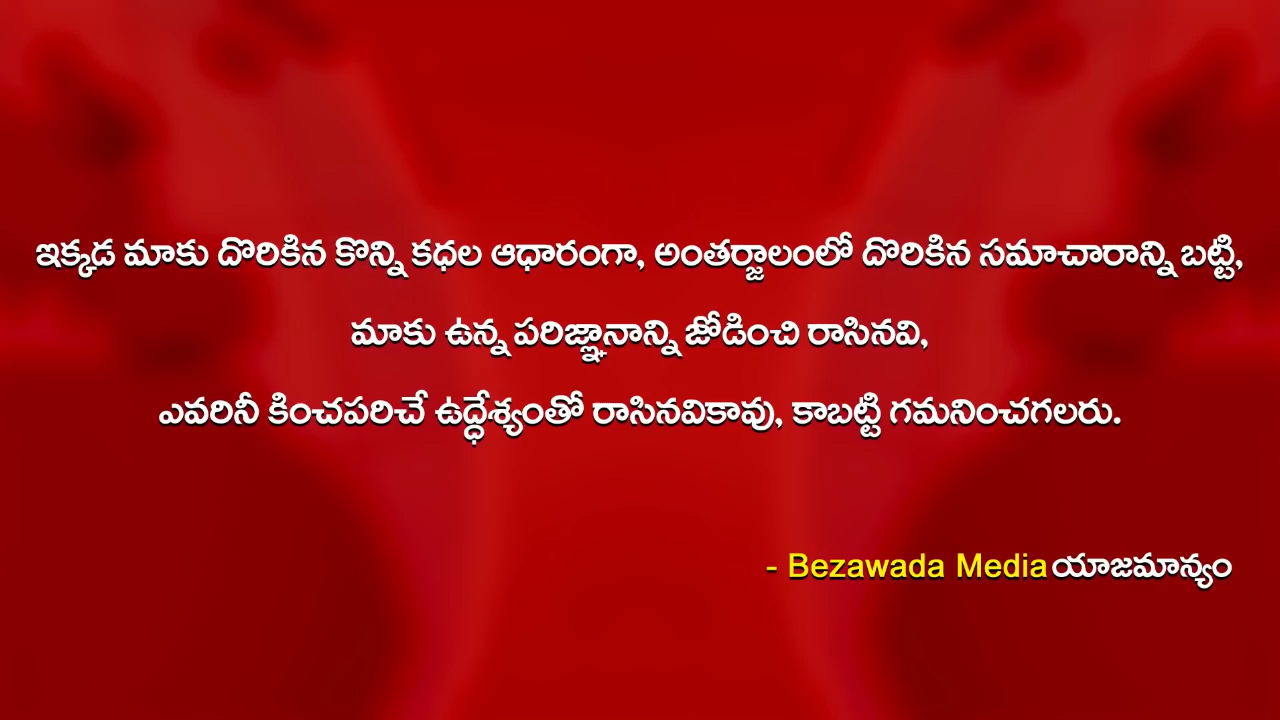 ఇక్కడ మాకు దొరికిన కొన్ని కధల ఆధారంగా, అంతర్జాలంలో దొరికిన సమాచారాన్ని బట్టి,
మాకు ఉన్న పరిజ్ఞానాన్ని జోడించి రాసినవి,
ఎవరినీ కించపరిచే ఉద్ధేశ్యంతో రాసినవికావు, కాబట్టి గమనించగలరు.
- Bezawada Media యాజమాన్యం